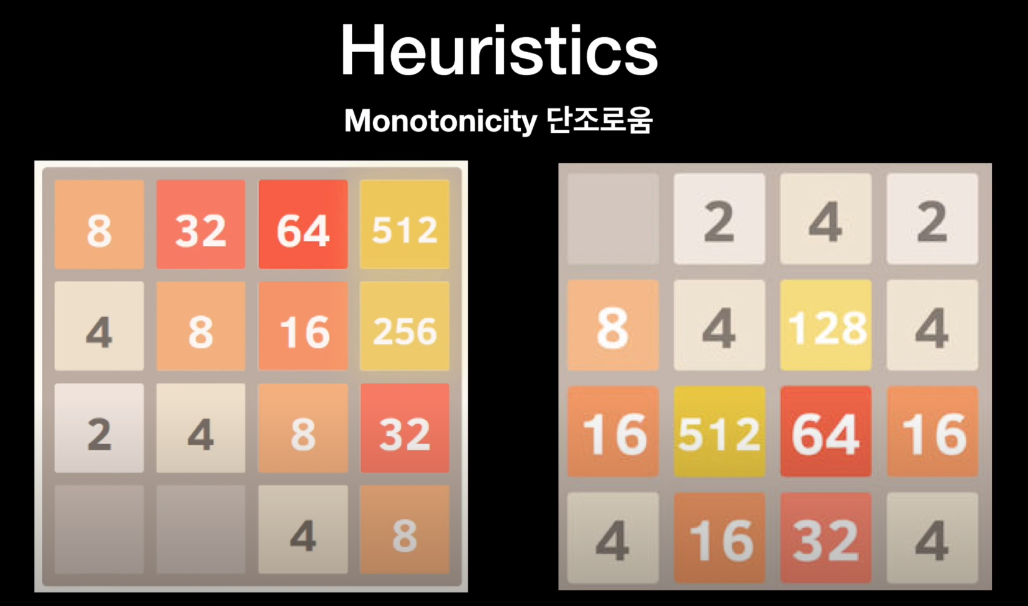 Heuristics
Monotonicity 단조로움
8 32 64 512
4 8 16 256
2 4 8 32
4 8
2 4 2
8 4 128 4
16 512 64 16
4 16 32 4